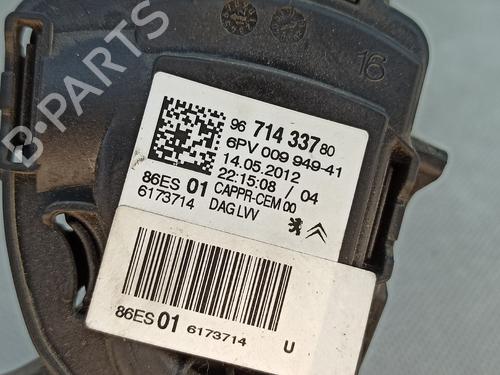 B-PARTS
16
96 714 337 80
6PV 009 949-41
14.05.2012
22:15:08 / 04
86ES 01 CAPPR-CEM 00
6173714 DAG LVV
86ES 01 6173714 U